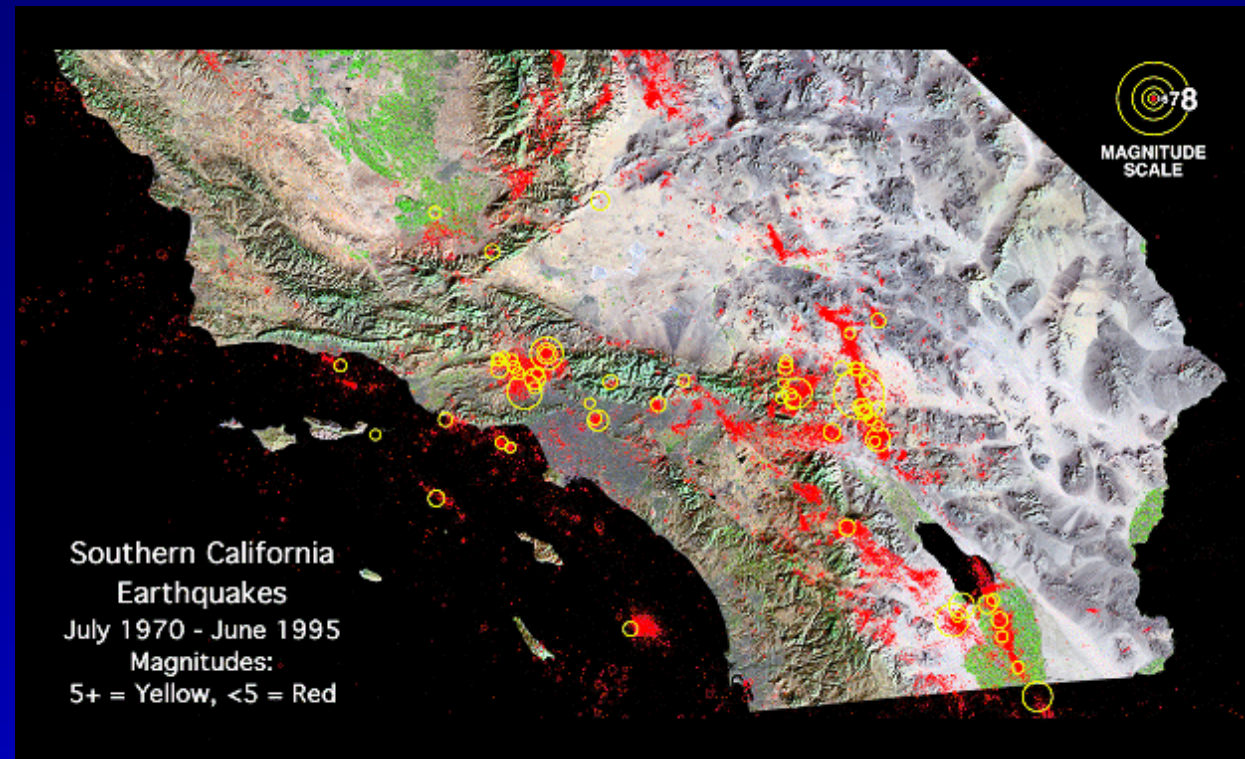 Southern California
Earthquakes
July 1970 - June 1995
Magnitudes:
5+ = Yellow, <5 = Red
78
MAGNITUDE
SCALE